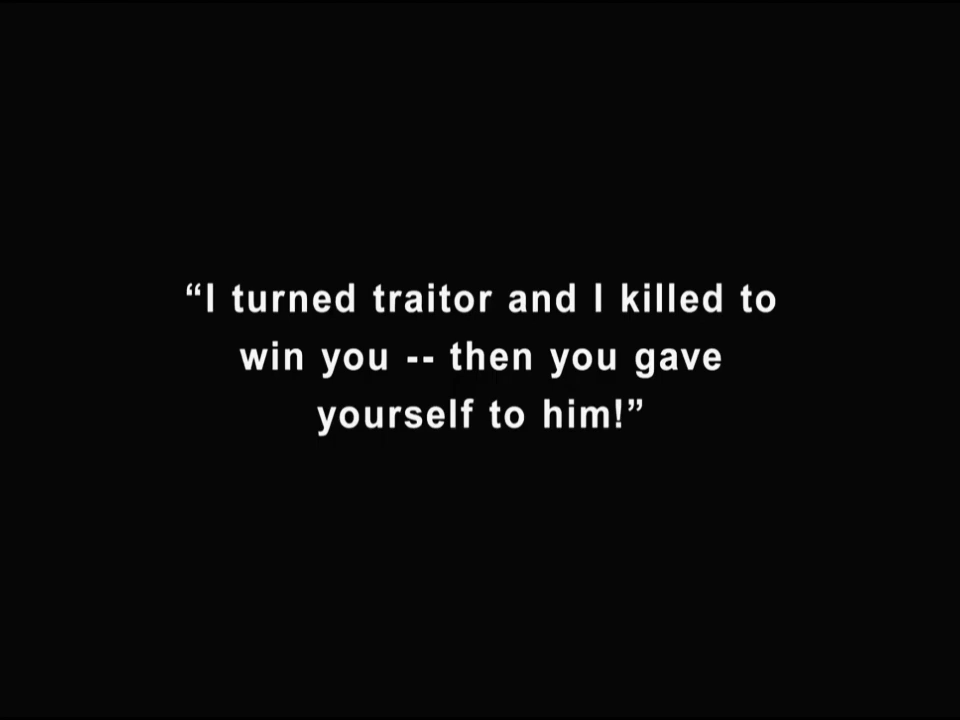 “I turned traitor and I killed to
win you -- then you gave
yourself to him!”